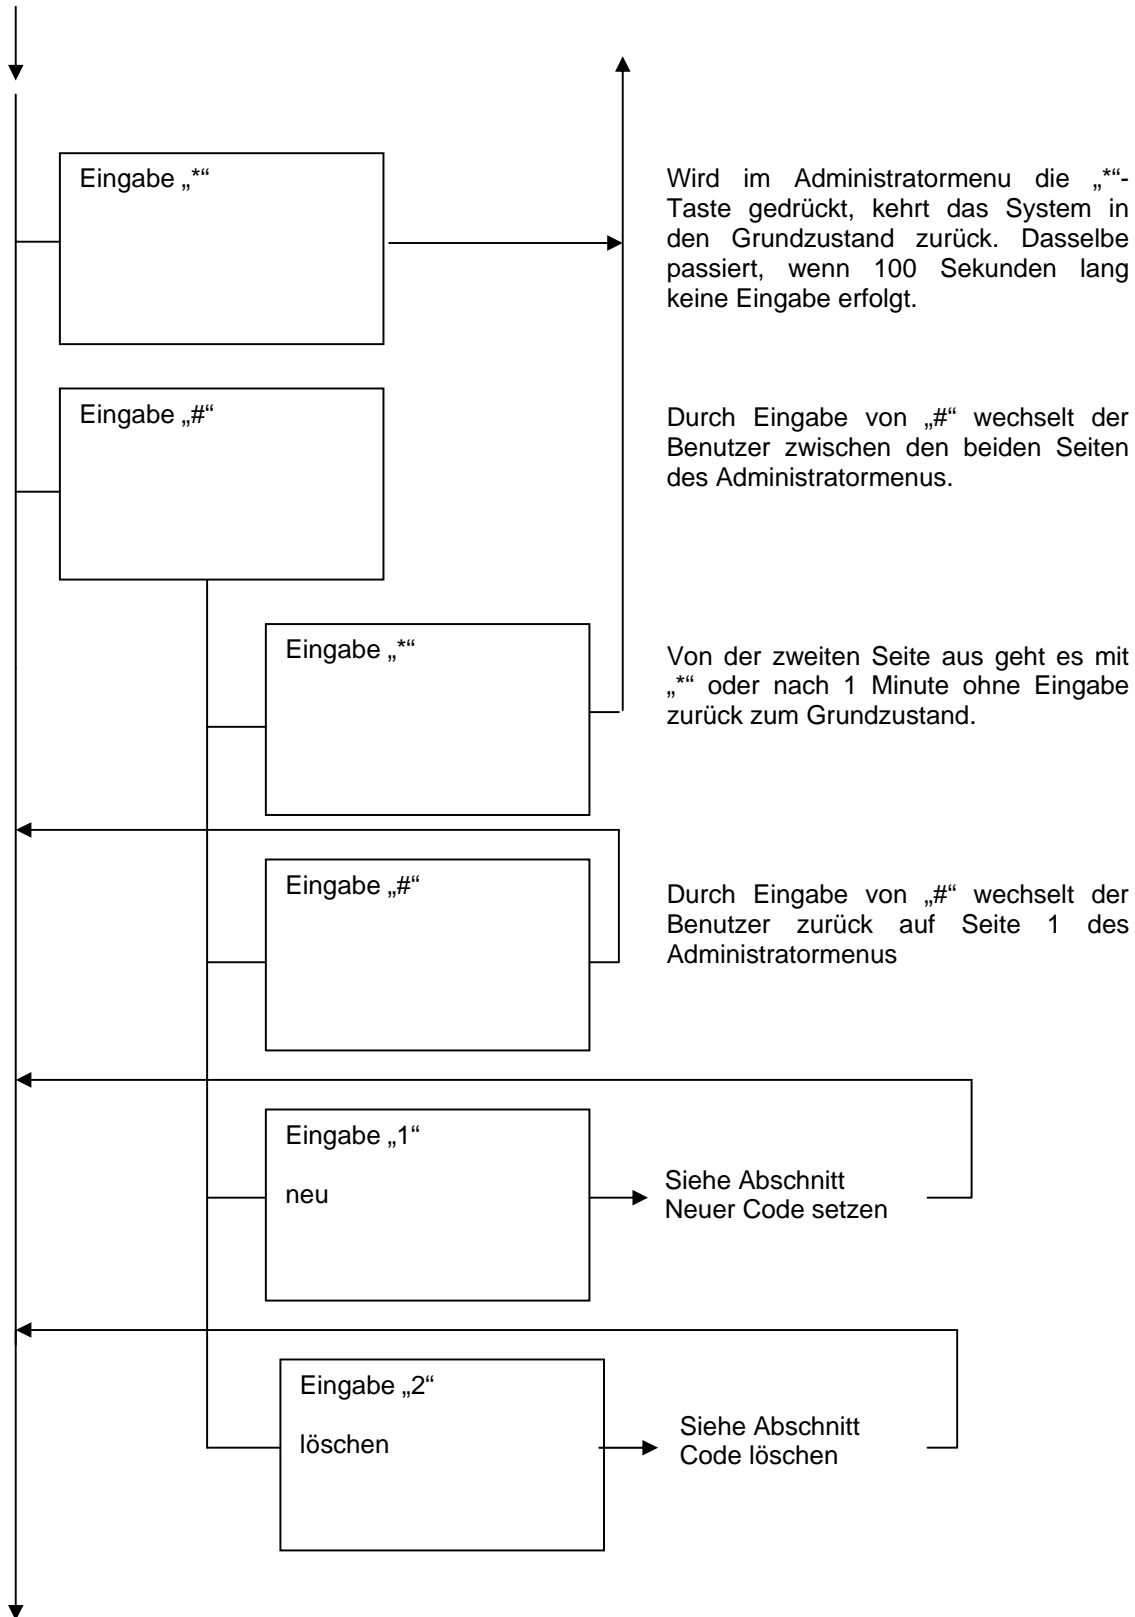 Eingabe „*“
Wird im Administratormenu die „*“-
Taste gedrückt, kehrt das System in
den Grundzustand zurück. Dasselbe
passiert, wenn 100 Sekunden lang
keine Eingabe erfolgt.
Eingabe „#“
Durch Eingabe von „#“ wechselt der
Benutzer zwischen den beiden Seiten
des Administratormenus.
Eingabe „*“
Von der zweiten Seite aus geht es mit
„*“ oder nach 1 Minute ohne Eingabe
zurück zum Grundzustand.
Eingabe „#“
Durch Eingabe von „#“ wechselt der
Benutzer zurück auf Seite 1 des
Administratormenus
Eingabe „1“
neu
Siehe Abschnitt
Neuer Code setzen
Eingabe „2“
löschen
Siehe Abschnitt
Code löschen